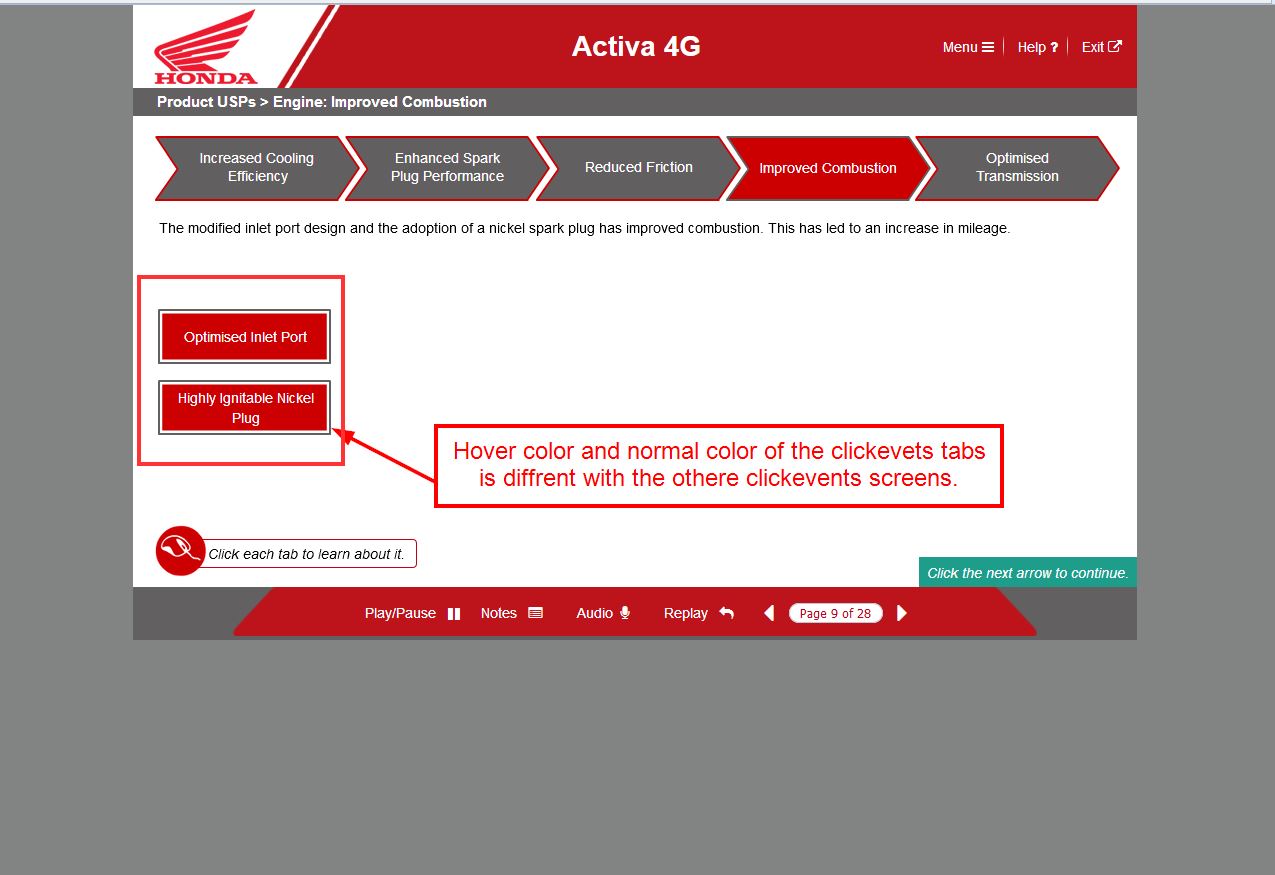 HONDA
Activa 4G
Menu
Help ?
Exit
Product USPs > Engine: Improved Combustion
Increased Cooling
Efficiency
Enhanced Spark
Plug Performance
Reduced Friction
Improved Combustion
Optimised
Transmission
The modified inlet port design and the adoption of a nickel spark plug has improved combustion. This has led to an increase in mileage.
Optimised Inlet Port
Highly Ignitable Nickel
Plug
Hover color and normal color of the clickevets tabs
is diffrent with the othere clickevents screens.
Click each tab to learn about it.
Click the next arrow to continue.
Play/Pause
Notes
Audio
Replay
Page 9 of 28